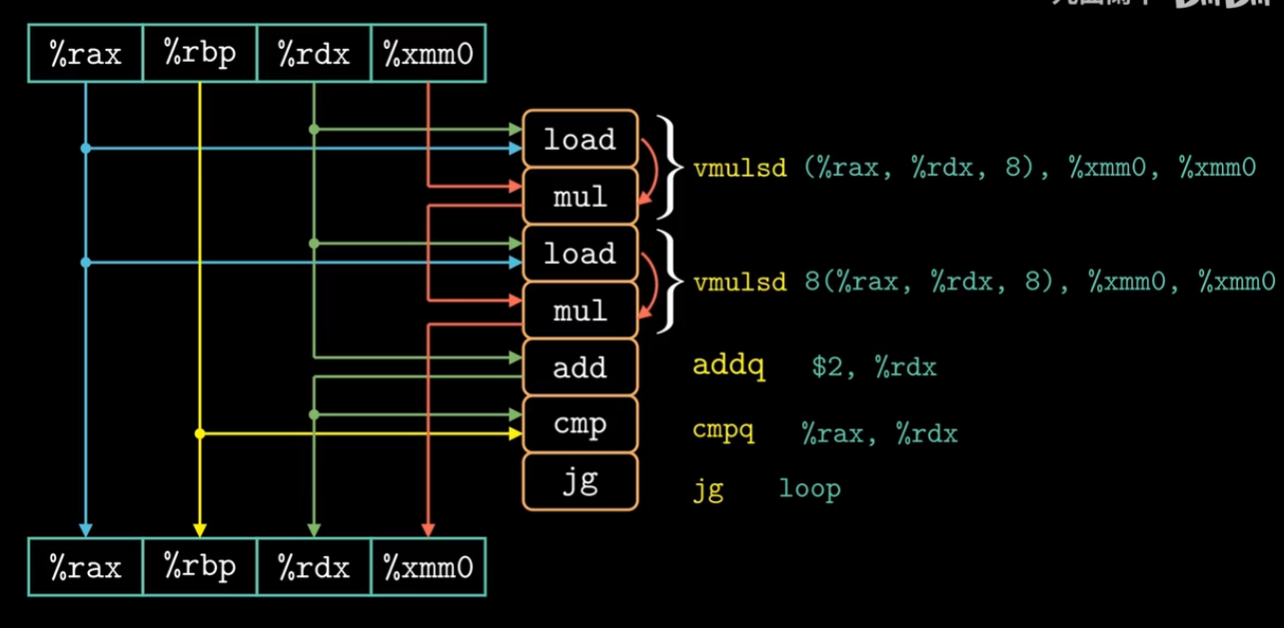 %rax %rbp %rdx %xmm0
load
mul
vmulsd (%rax, %rdx, 8), %xmm0, %xmm0
load
mul
vmulsd 8(%rax, %rdx, 8), %xmm0, %xmm0
add
addq $2, %rdx
cmp
cmpq %rax, %rdx
jg
jg loop
%rax %rbp %rdx %xmm0